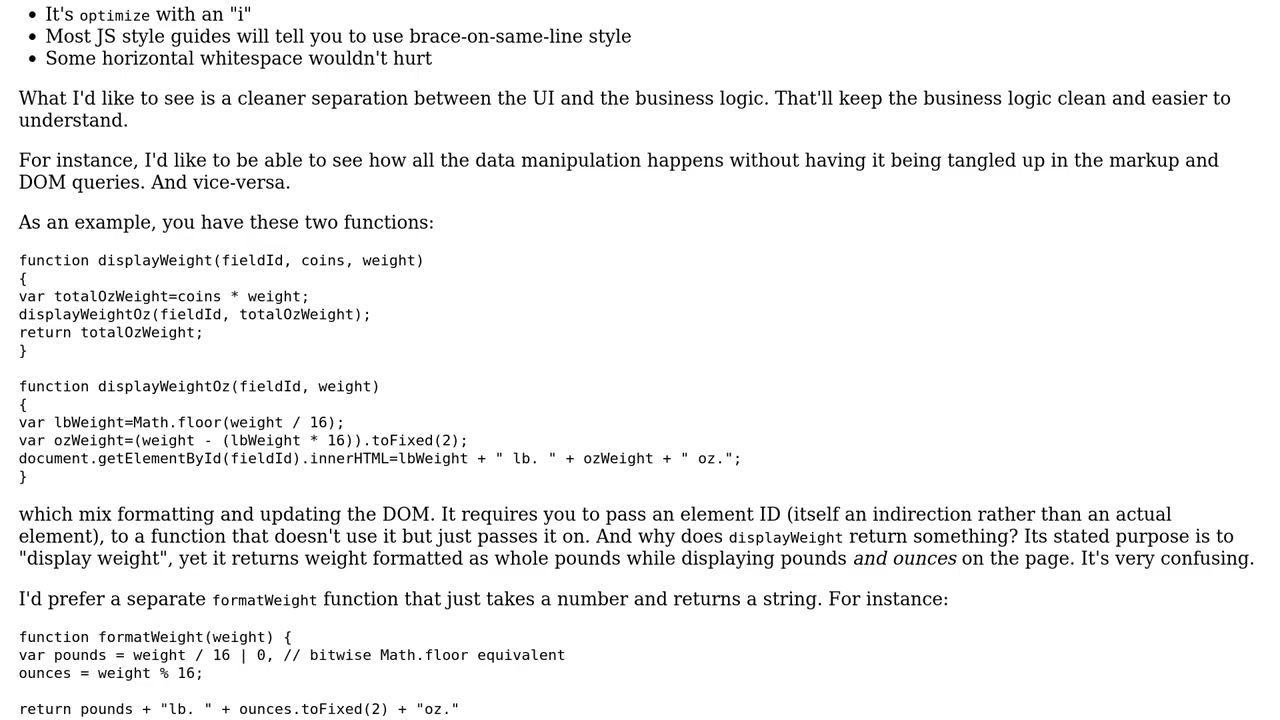 • It's optimize with an "i"
• Most JS style guides will tell you to use brace-on-same-line style
• Some horizontal whitespace wouldn't hurt
What I'd like to see is a cleaner separation between the UI and the business logic. That'll keep the business logic clean and easier to
understand.
For instance, I'd like to be able to see how all the data manipulation happens without having it being tangled up in the markup and
DOM queries. And vice-versa.
As an example, you have these two functions:
function displayWeight(fieldId, coins, weight)
{
var totalOzWeight=coins * weight;
displayWeightOz(fieldId, totalOzWeight);
return totalOzWeight;
}
function displayWeightOz(fieldId, weight)
{
var lbWeight=Math.floor(weight / 16);
var ozWeight=(weight - (lbWeight * 16)).toFixed(2);
document.getElementById(fieldId).innerHTML=lbWeight + " lb. " + ozWeight + " oz.";
}
which mix formatting and updating the DOM. It requires you to pass an element ID (itself an indirection rather than an actual
element), to a function that doesn't use it but just passes it on. And why does displayWeight return something? Its stated purpose is to
"display weight", yet it returns weight formatted as whole pounds while displaying pounds and ounces on the page. It's very confusing.
I'd prefer a separate formatWeight function that just takes a number and returns a string. For instance:
function formatWeight(weight) {
var pounds = weight / 16 | 0, // bitwise Math.floor equivalent
ounces = weight % 16;
return pounds + "lb. " + ounces.toFixed(2) + "oz."